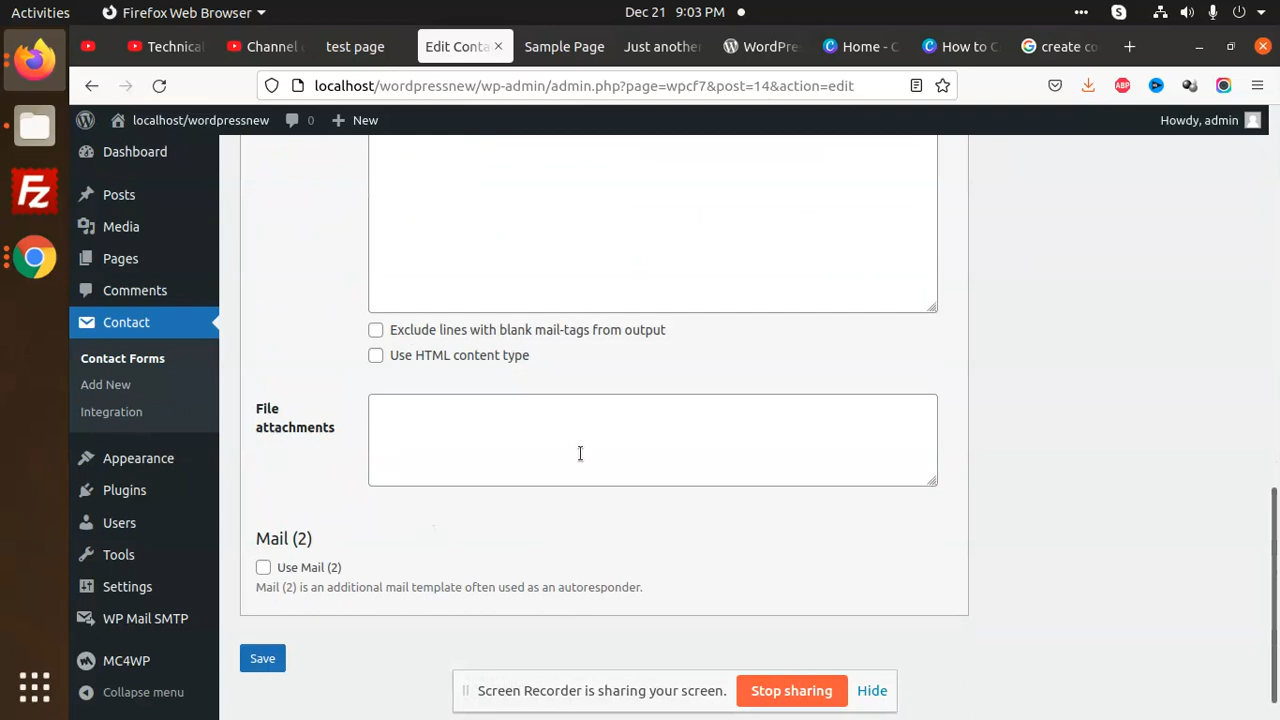 Activities
Firefox Web Browser
Dec 21 9:03 PM
Technical
Channel
test page
Edit Conta
Sample Page
Just another
WordPre
Home - C
How to C
create co
localhost/wordpressnew/wp-admin/admin.php?page=wpcf7&post=14&action=edit
localhost/wordpressnew
0
New
Howdy, admin
Dashboard
Posts
Media
Pages
Comments
Contact
Contact Forms
Add New
Integration
Appearance
Plugins
Users
Tools
Settings
WP Mail SMTP
MC4WP
Collapse menu
Exclude lines with blank mail-tags from output
Use HTML content type
File
attachments
Mail (2)
Use Mail (2)
Mail (2) is an additional mail template often used as an autoresponder.
Save
Screen Recorder is sharing your screen.
Stop sharing
Hide
ABP
Fz